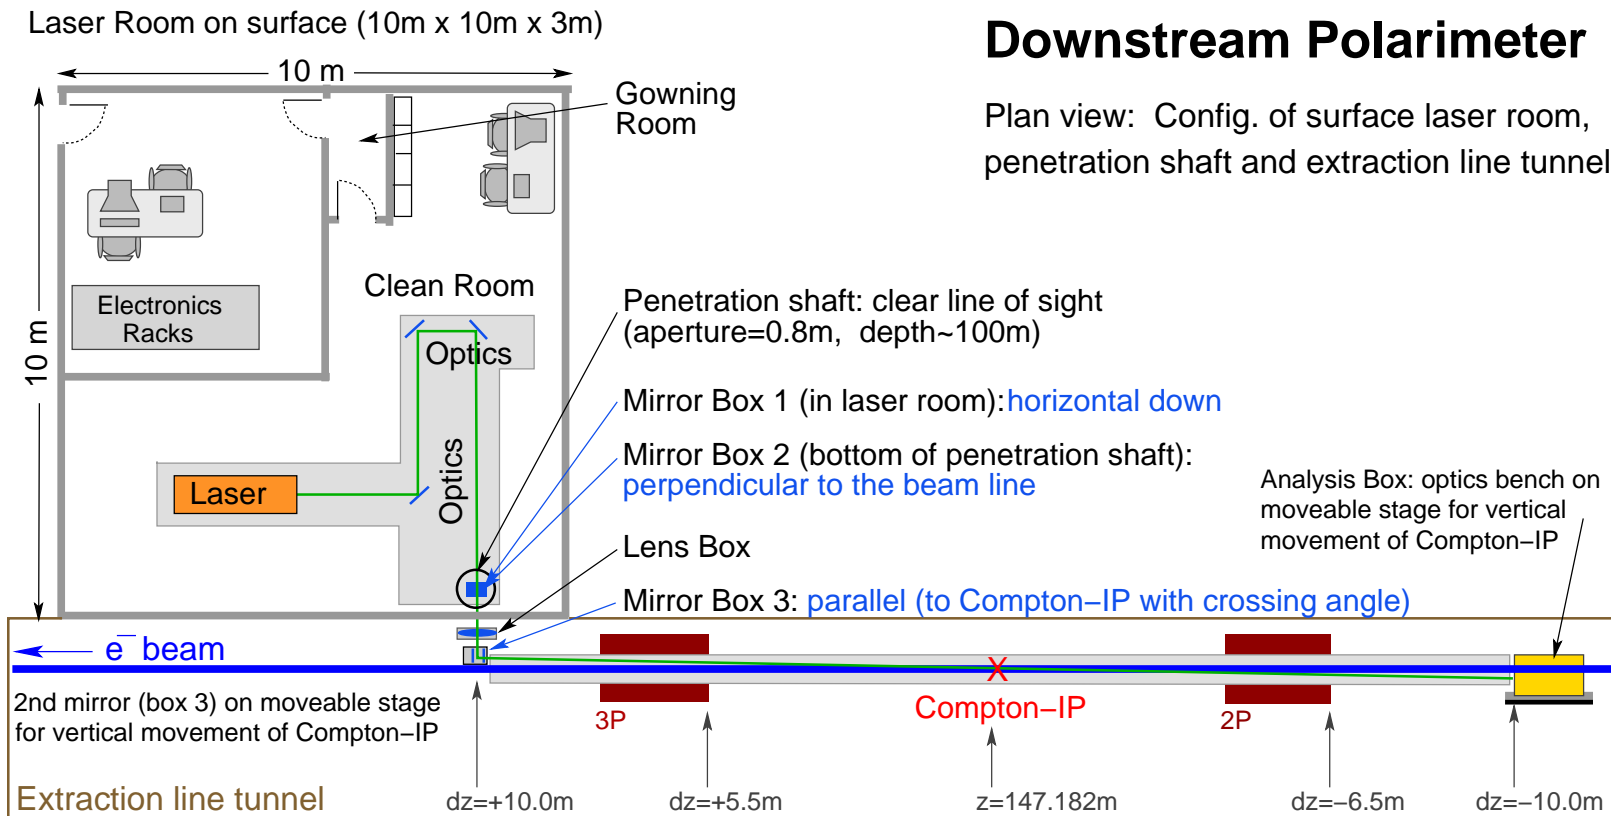 Laser Room on surface (10m x 10m x 3m)
Downstream Polarimeter
Plan view:  Config. of surface laser room,
penetration shaft and extraction line tunnel
10 m
Gowning
Room
10 m
Electronics
Racks
Clean Room
Optics
Optics
Laser
Penetration shaft: clear line of sight
(aperture=0.8m,  depth~100m)
Mirror Box 1 (in laser room): horizontal down
Mirror Box 2 (bottom of penetration shaft):
perpendicular to the beam line
Lens Box
Mirror Box 3: parallel (to Compton−IP with crossing angle)
Analysis Box: optics bench on
moveable stage for vertical
movement of Compton−IP
e⁻ beam
2nd mirror (box 3) on moveable stage
for vertical movement of Compton−IP
3P
X
Compton−IP
2P
Extraction line tunnel
dz=+10.0m
dz=+5.5m
z=147.182m
dz=−6.5m
dz=−10.0m